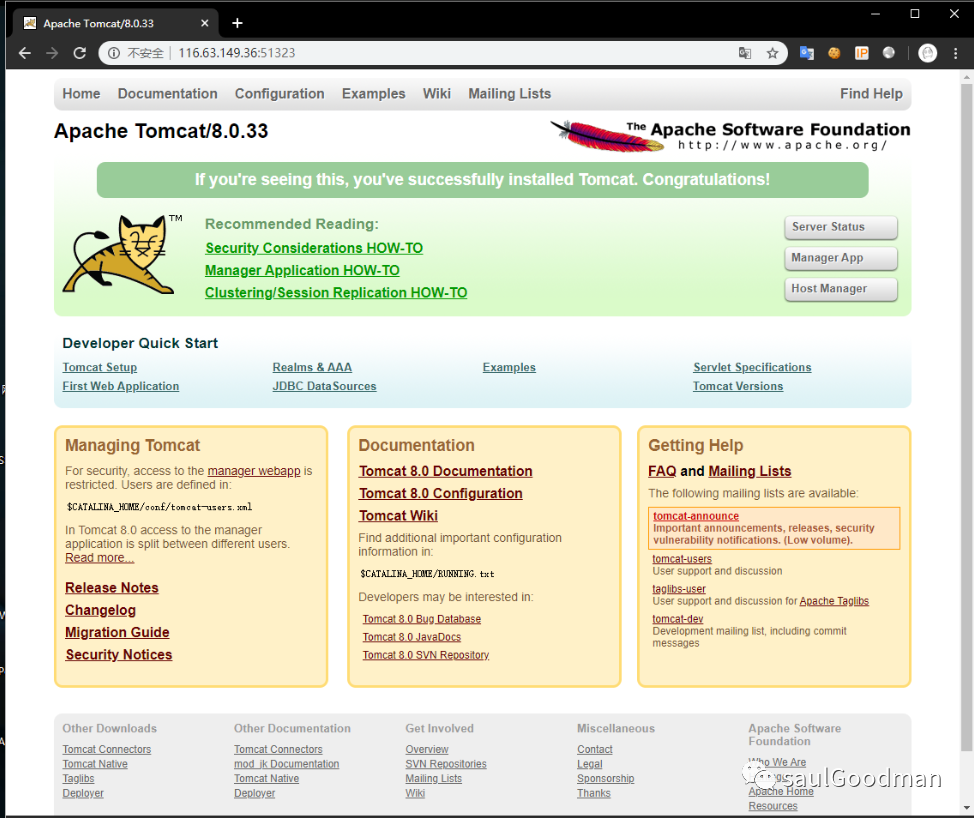 Apache Tomcat/8.0.33
不安全 116.63.149.36:51323
Home Documentation Configuration Examples Wiki Mailing Lists Find Help
Apache Tomcat/8.0.33
The Apache Software Foundation
http://www.apache.org/
If you're seeing this, you've successfully installed Tomcat. Congratulations!
TM
Recommended Reading:
Security Considerations HOW-TO
Manager Application HOW-TO
Clustering/Session Replication HOW-TO
Server Status
Manager App
Host Manager
Developer Quick Start
Tomcat Setup
First Web Application
Realms & AAA
JDBC DataSources
Examples
Servlet Specifications
Tomcat Versions
Managing Tomcat
For security, access to the manager webapp is
restricted. Users are defined in:
$CATALINA_HOME/conf/tomcat-users.xml
In Tomcat 8.0 access to the manager
application is split between different users.
Read more...
Release Notes
Changelog
Migration Guide
Security Notices
Documentation
Tomcat 8.0 Documentation
Tomcat 8.0 Configuration
Tomcat Wiki
Find additional important configuration
information in:
$CATALINA_HOME/RUNNING.txt
Developers may be interested in:
Tomcat 8.0 Bug Database
Tomcat 8.0 JavaDocs
Tomcat 8.0 SVN Repository
Getting Help
FAQ and Mailing Lists
The following mailing lists are available:
tomcat-announce
Important announcements, releases, security
vulnerability notifications. (Low volume).
tomcat-users
User support and discussion
taglibs-user
User support and discussion for Apache Taglibs
tomcat-dev
Development mailing list, including commit
messages
Other Downloads
Tomcat Connectors
Tomcat Native
Taglibs
Deployer
Other Documentation
Tomcat Connectors
mod_jk Documentation
Tomcat Native
Deployer
Get Involved
Overview
SVN Repositories
Mailing Lists
Wiki
Miscellaneous
Contact
Legal
Sponsorship
Thanks
Apache Software
Foundation
Who We Are
Apache Home
Resources
saulGoodman